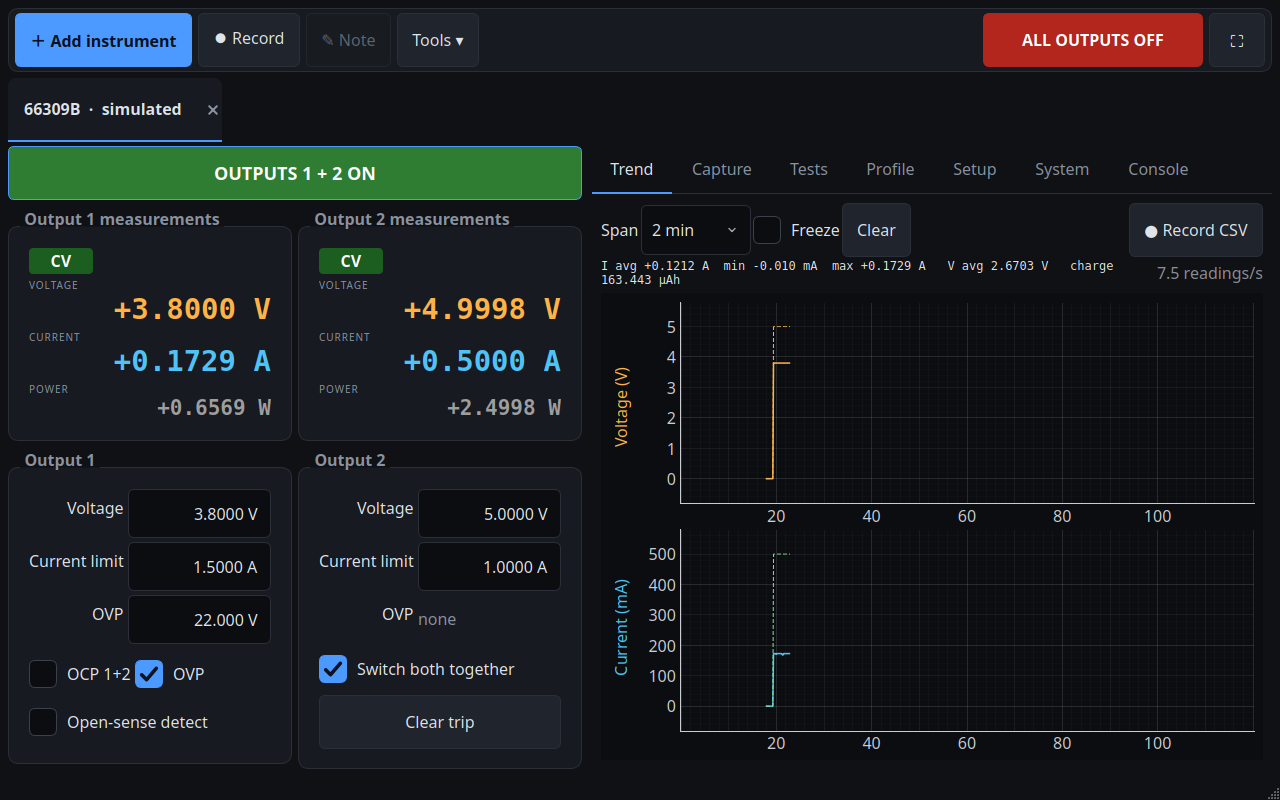 + Add instrument
● Record
✎ Note
Tools ▾
ALL OUTPUTS OFF
66309B · simulated ×
OUTPUTS 1 + 2 ON
Trend
Capture
Tests
Profile
Setup
System
Console
Output 1 measurements
CV
VOLTAGE
+3.8000 V
CURRENT
+0.1729 A
POWER
+0.6569 W
Output 2 measurements
CV
VOLTAGE
+4.9998 V
CURRENT
+0.5000 A
POWER
+2.4998 W
Output 1
Voltage 3.8000 V
Current limit 1.5000 A
OVP 22.000 V
OCP 1+2 OVP
Open-sense detect
Output 2
Voltage 5.0000 V
Current limit 1.0000 A
OVP none
Switch both together
Clear trip
Span 2 min Freeze Clear ● Record CSV
I avg +0.1212 A min -0.010 mA max +0.1729 A V avg 2.6703 V charge
163.443 µAh
7.5 readings/s
Voltage (V)
5
4
3
2
1
0
20 40 60 80 100
Current (mA)
500
400
300
200
100
0
20 40 60 80 100